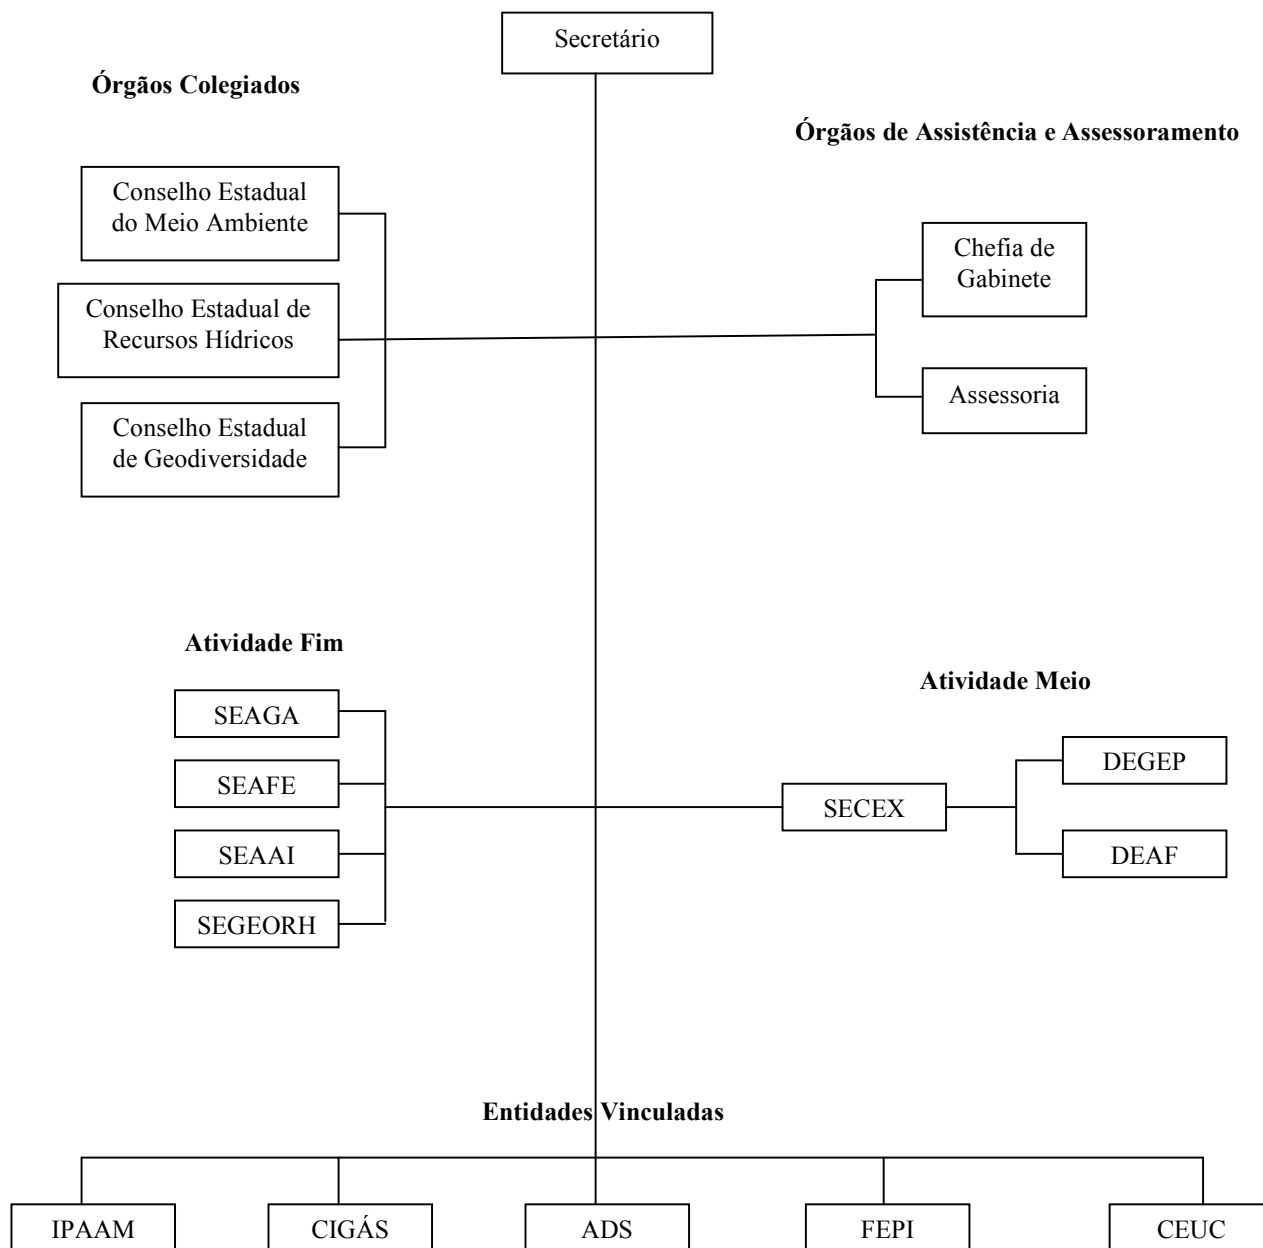 Secretário
Órgãos Colegiados
Órgãos de Assistência e Assessoramento
Conselho Estadual
do Meio Ambiente
Conselho Estadual de
Recursos Hídricos
Conselho Estadual
de Geodiversidade
Chefia de
Gabinete
Assessoria
Atividade Fim
SEAGA
SEAFE
SEAAI
SEGEORH
Atividade Meio
SECEX
DEGEP
DEAF
Entidades Vinculadas
IPAAM
CIGÁS
ADS
FEPI
CEUC